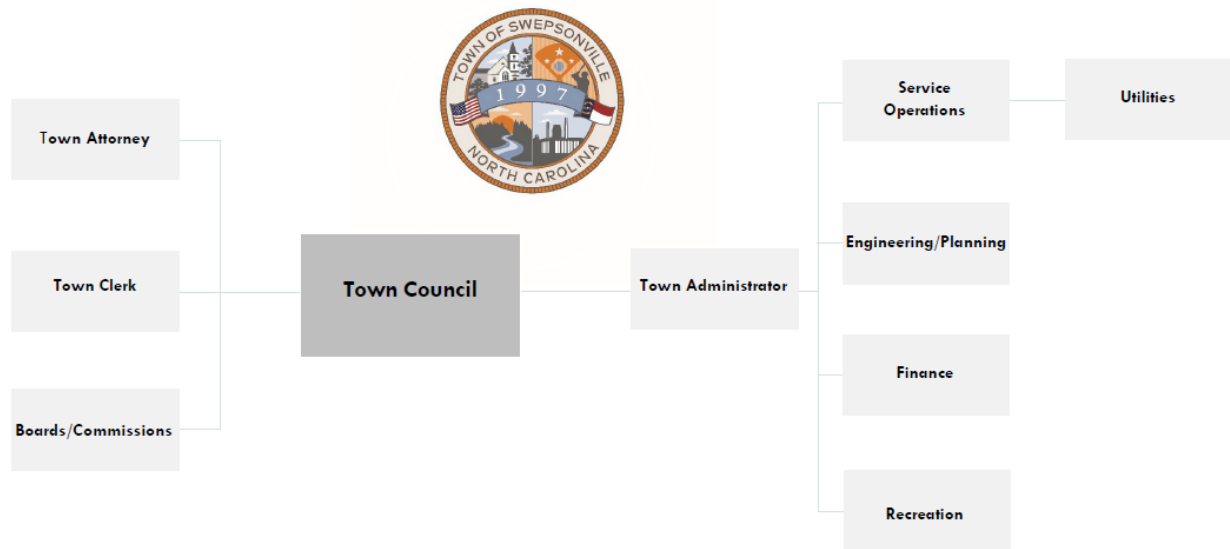 TOWN OF SWEPSONVILLE
1997
NORTH CAROLINA
Town Attorney
Town Clerk
Boards/Commissions
Town Council
Town Administrator
Service
Operations
Utilities
Engineering/Planning
Finance
Recreation